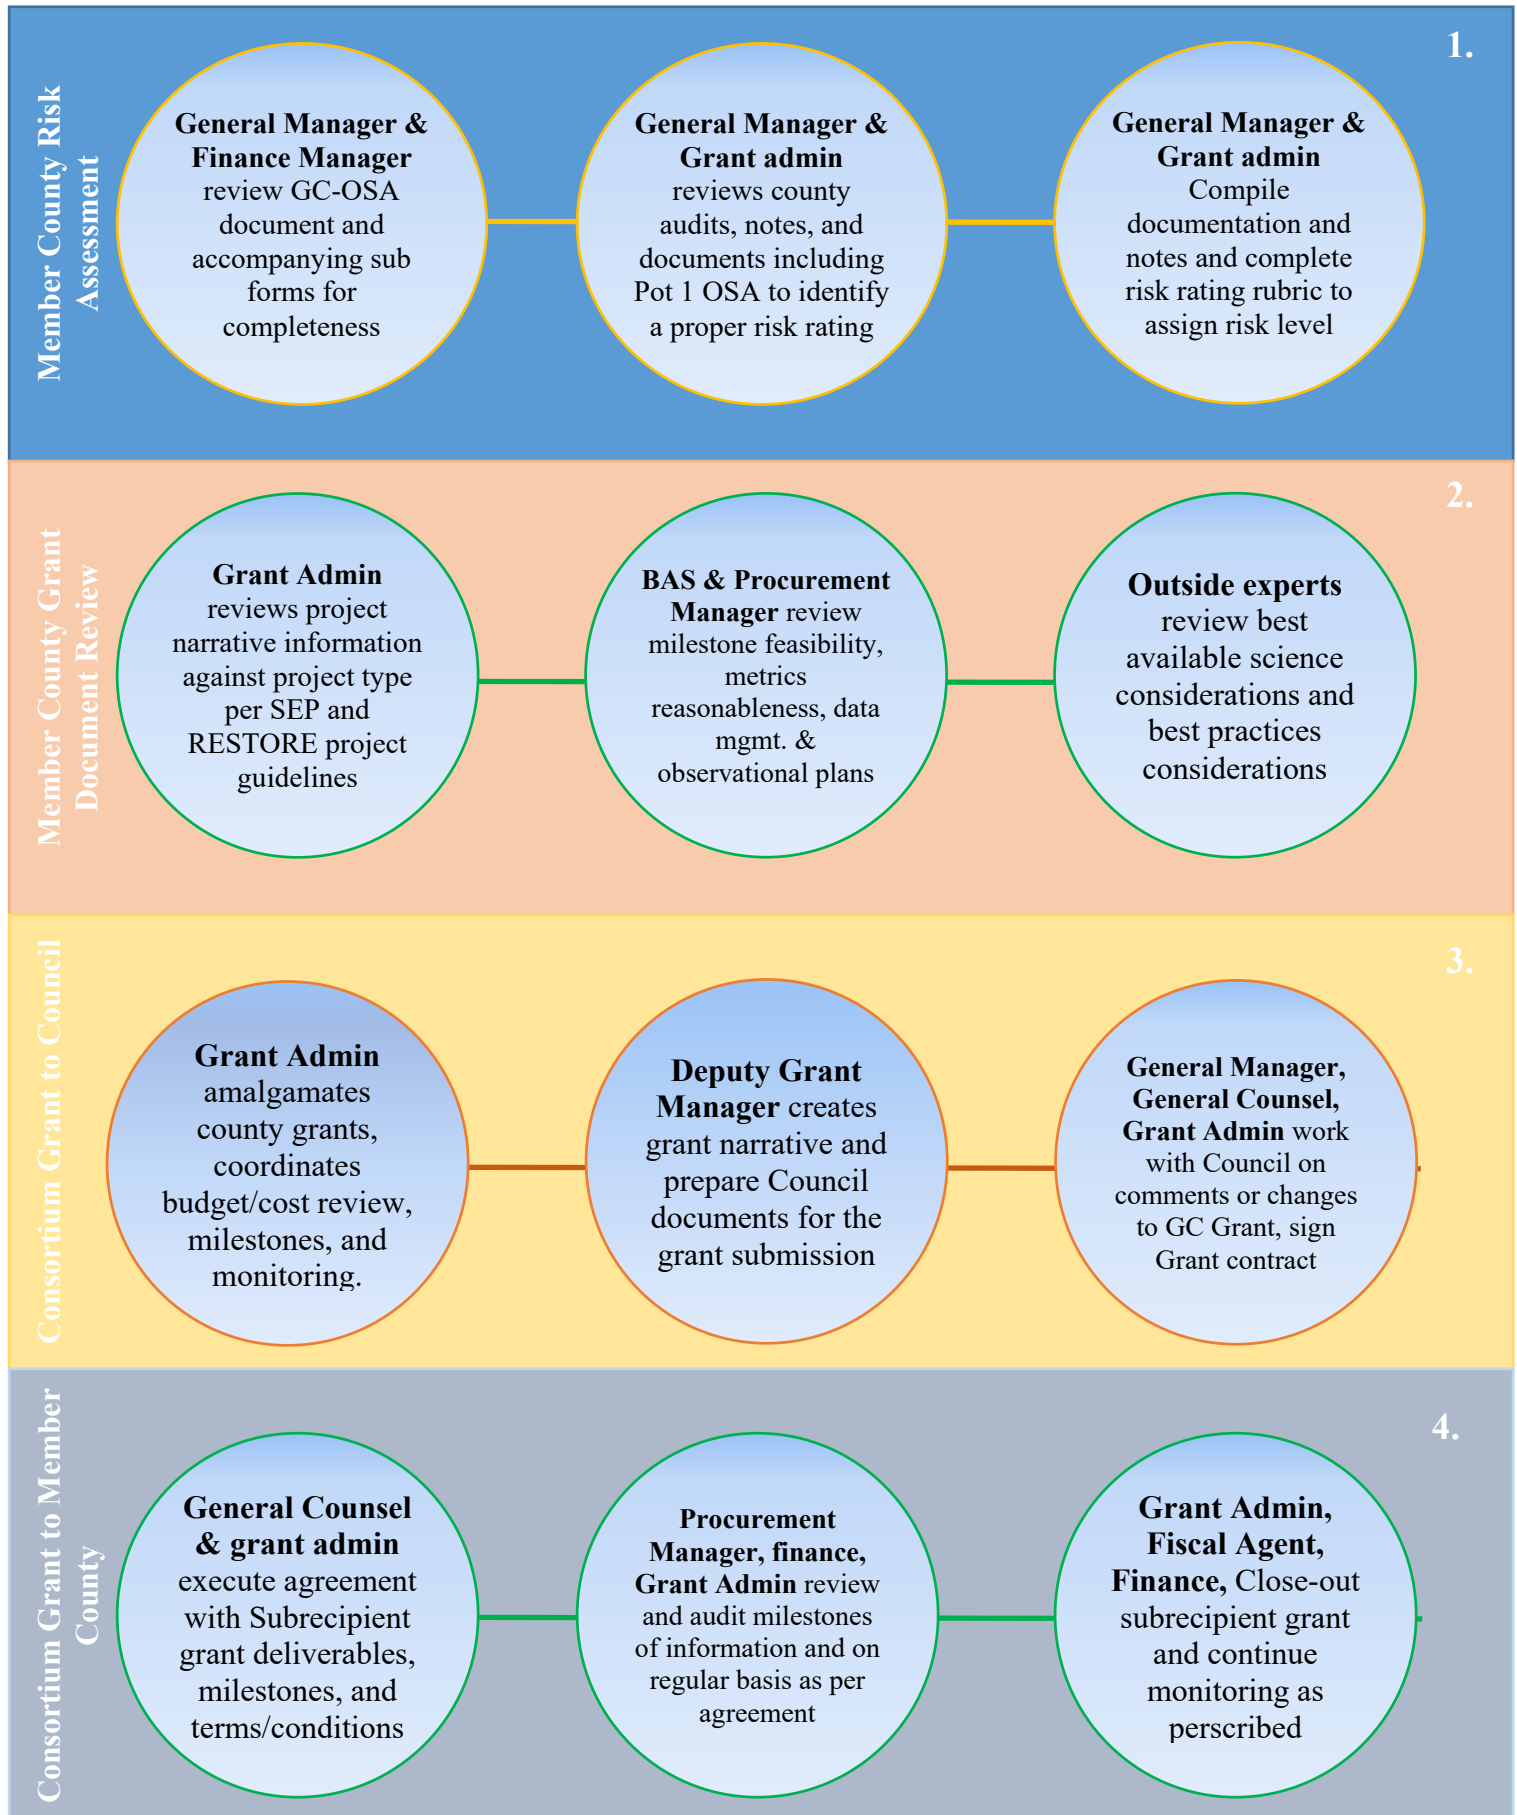 1.
Member County Risk
Assessment
General Manager &
Finance Manager
review GC-OSA
document and
accompanying sub
forms for
completeness
General Manager &
Grant admin
reviews county
audits, notes, and
documents including
Pot 1 OSA to identify
a proper risk rating
General Manager &
Grant admin
Compile
documentation and
notes and complete
risk rating rubric to
assign risk level
2.
Member County Grant
Document Review
Grant Admin
reviews project
narrative information
against project type
per SEP and
RESTORE project
guidelines
BAS & Procurement
Manager review
milestone feasibility,
metrics
reasonableness, data
mgmt. &
observational plans
Outside experts
review best
available science
considerations and
best practices
considerations
3.
Consortium Grant to Council
Grant Admin
amalgamates
county grants,
coordinates
budget/cost review,
milestones, and
monitoring.
Deputy Grant
Manager creates
grant narrative and
prepare Council
documents for the
grant submission
General Manager,
General Counsel,
Grant Admin work
with Council on
comments or changes
to GC Grant, sign
Grant contract
4.
Consortium Grant to Member
County
General Counsel
& grant admin
execute agreement
with Subrecipient
grant deliverables,
milestones, and
terms/conditions
Procurement
Manager, finance,
Grant Admin review
and audit milestones
of information and on
regular basis as per
agreement
Grant Admin,
Fiscal Agent,
Finance, Close-out
subrecipient grant
and continue
monitoring as
perscribed